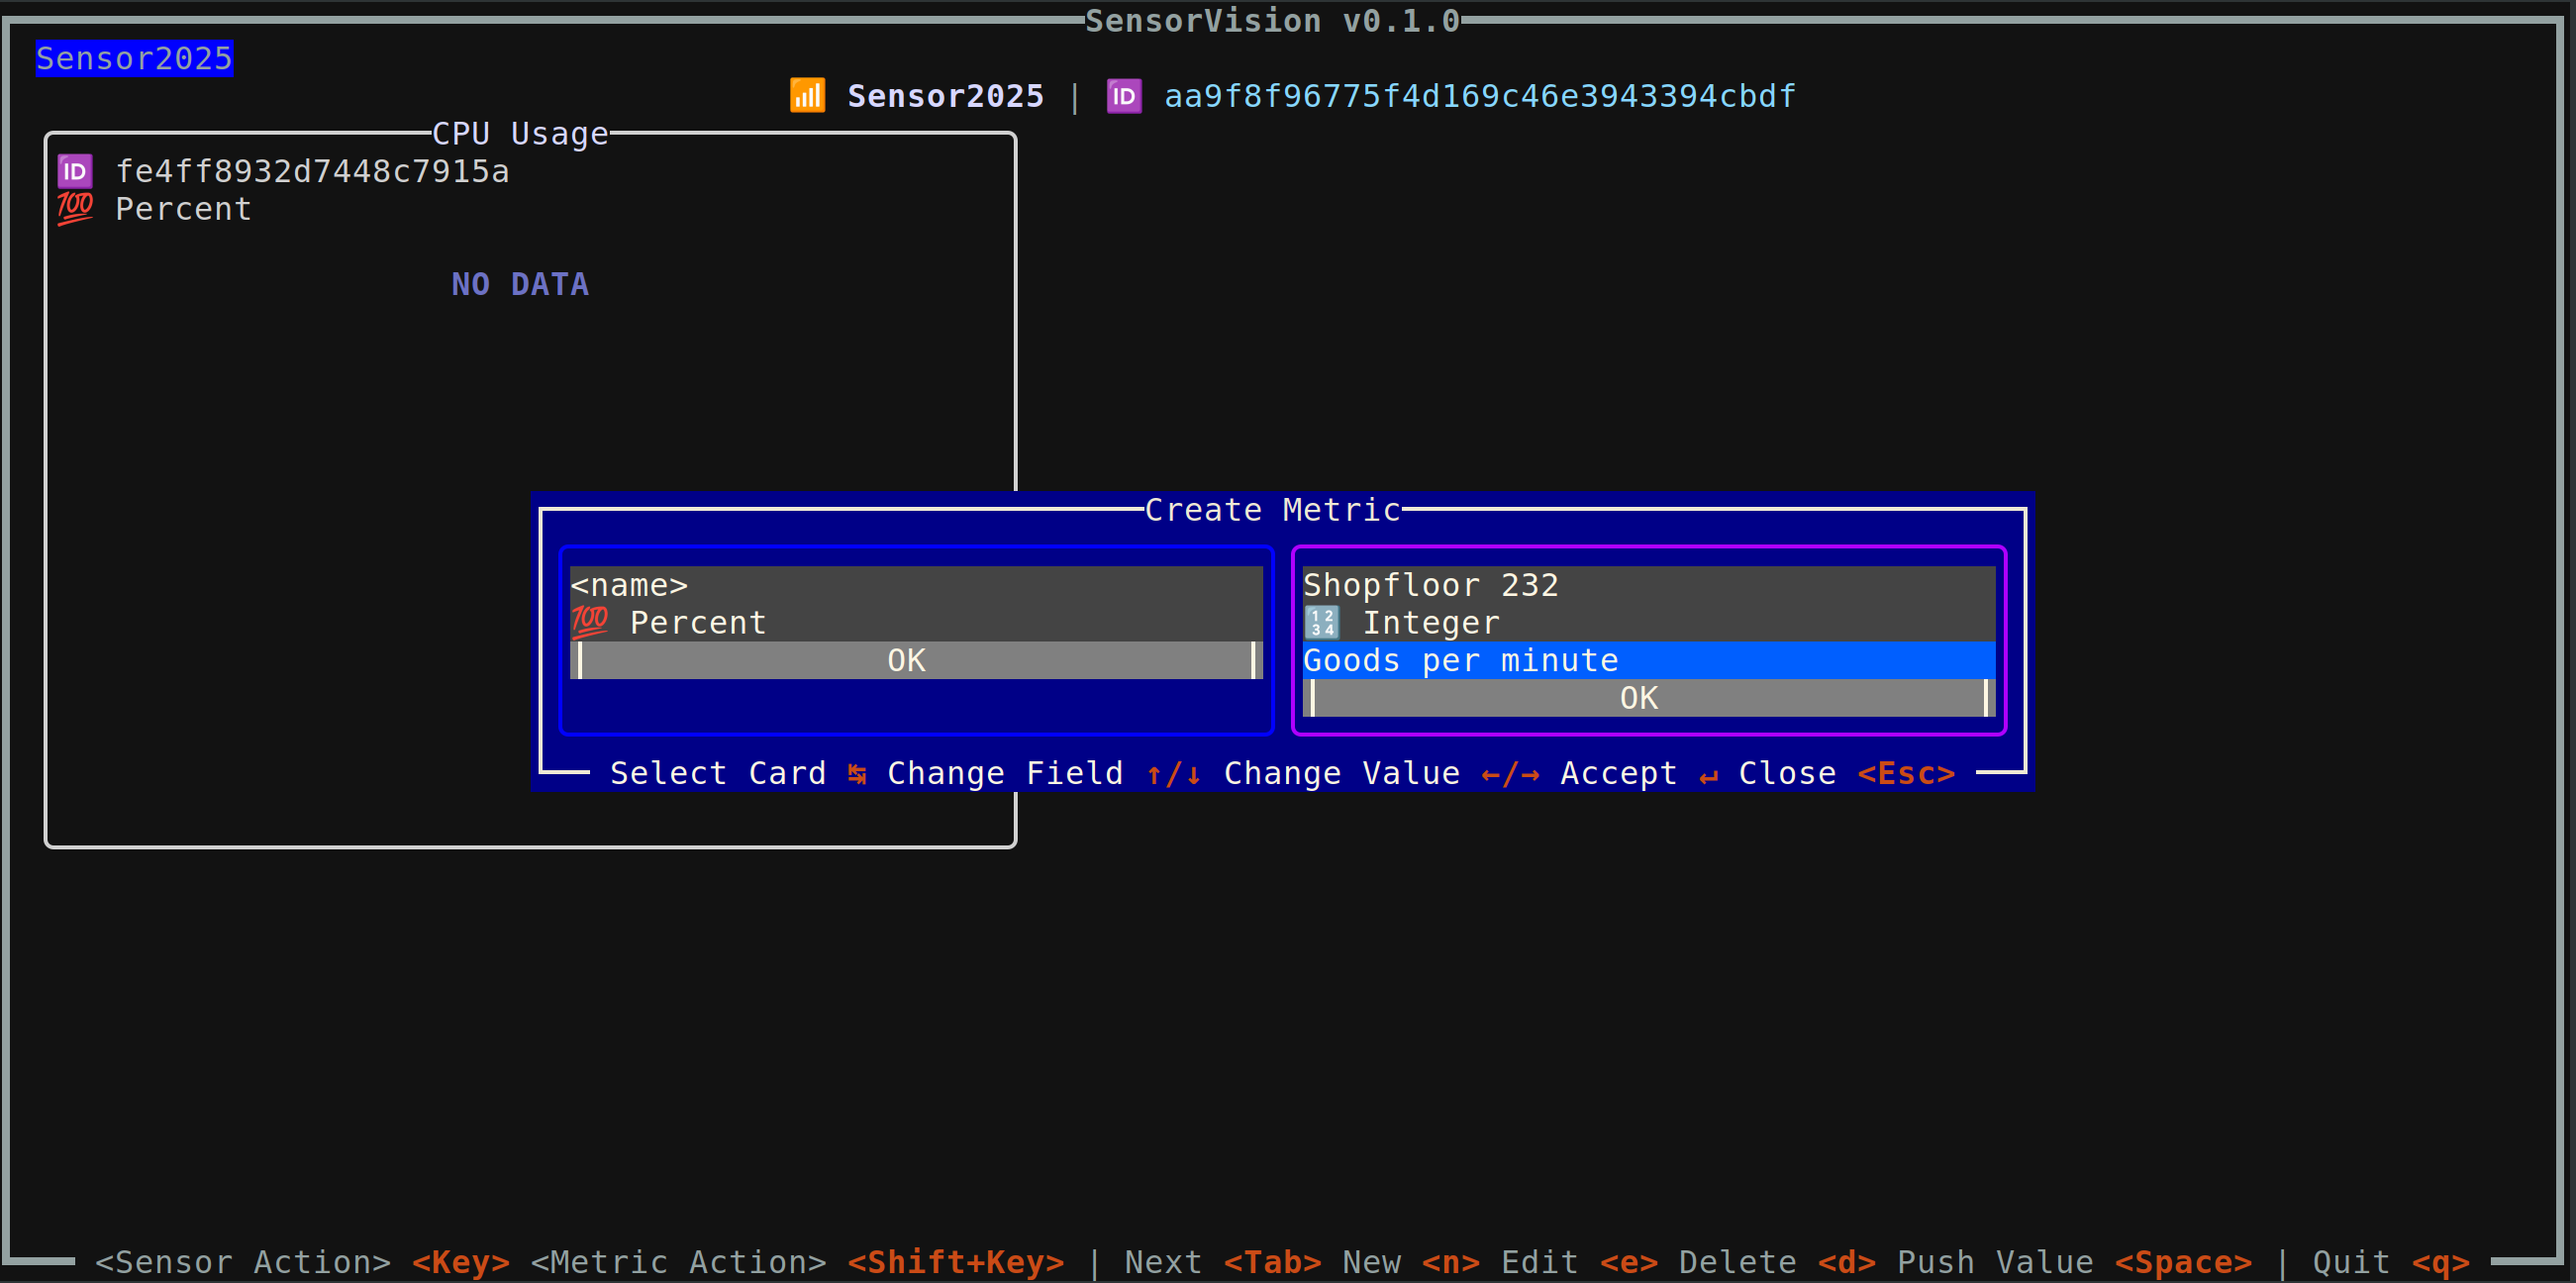 SensorVision v0.1.0
Sensor2025
📶 Sensor2025 | 🆔 aa9f8f96775f4d169c46e3943394cbdf
CPU Usage
🆔 fe4ff8932d7448c7915a
💯 Percent
NO DATA
Create Metric
<name>
💯 Percent
OK
Shopfloor 232
🔢 Integer
Goods per minute
OK
Select Card ↹ Change Field ↑/↓ Change Value ←/→ Accept ↵ Close <Esc>
<Sensor Action> <Key> <Metric Action> <Shift+Key> | Next <Tab> New <n> Edit <e> Delete <d> Push Value <Space> | Quit <q>